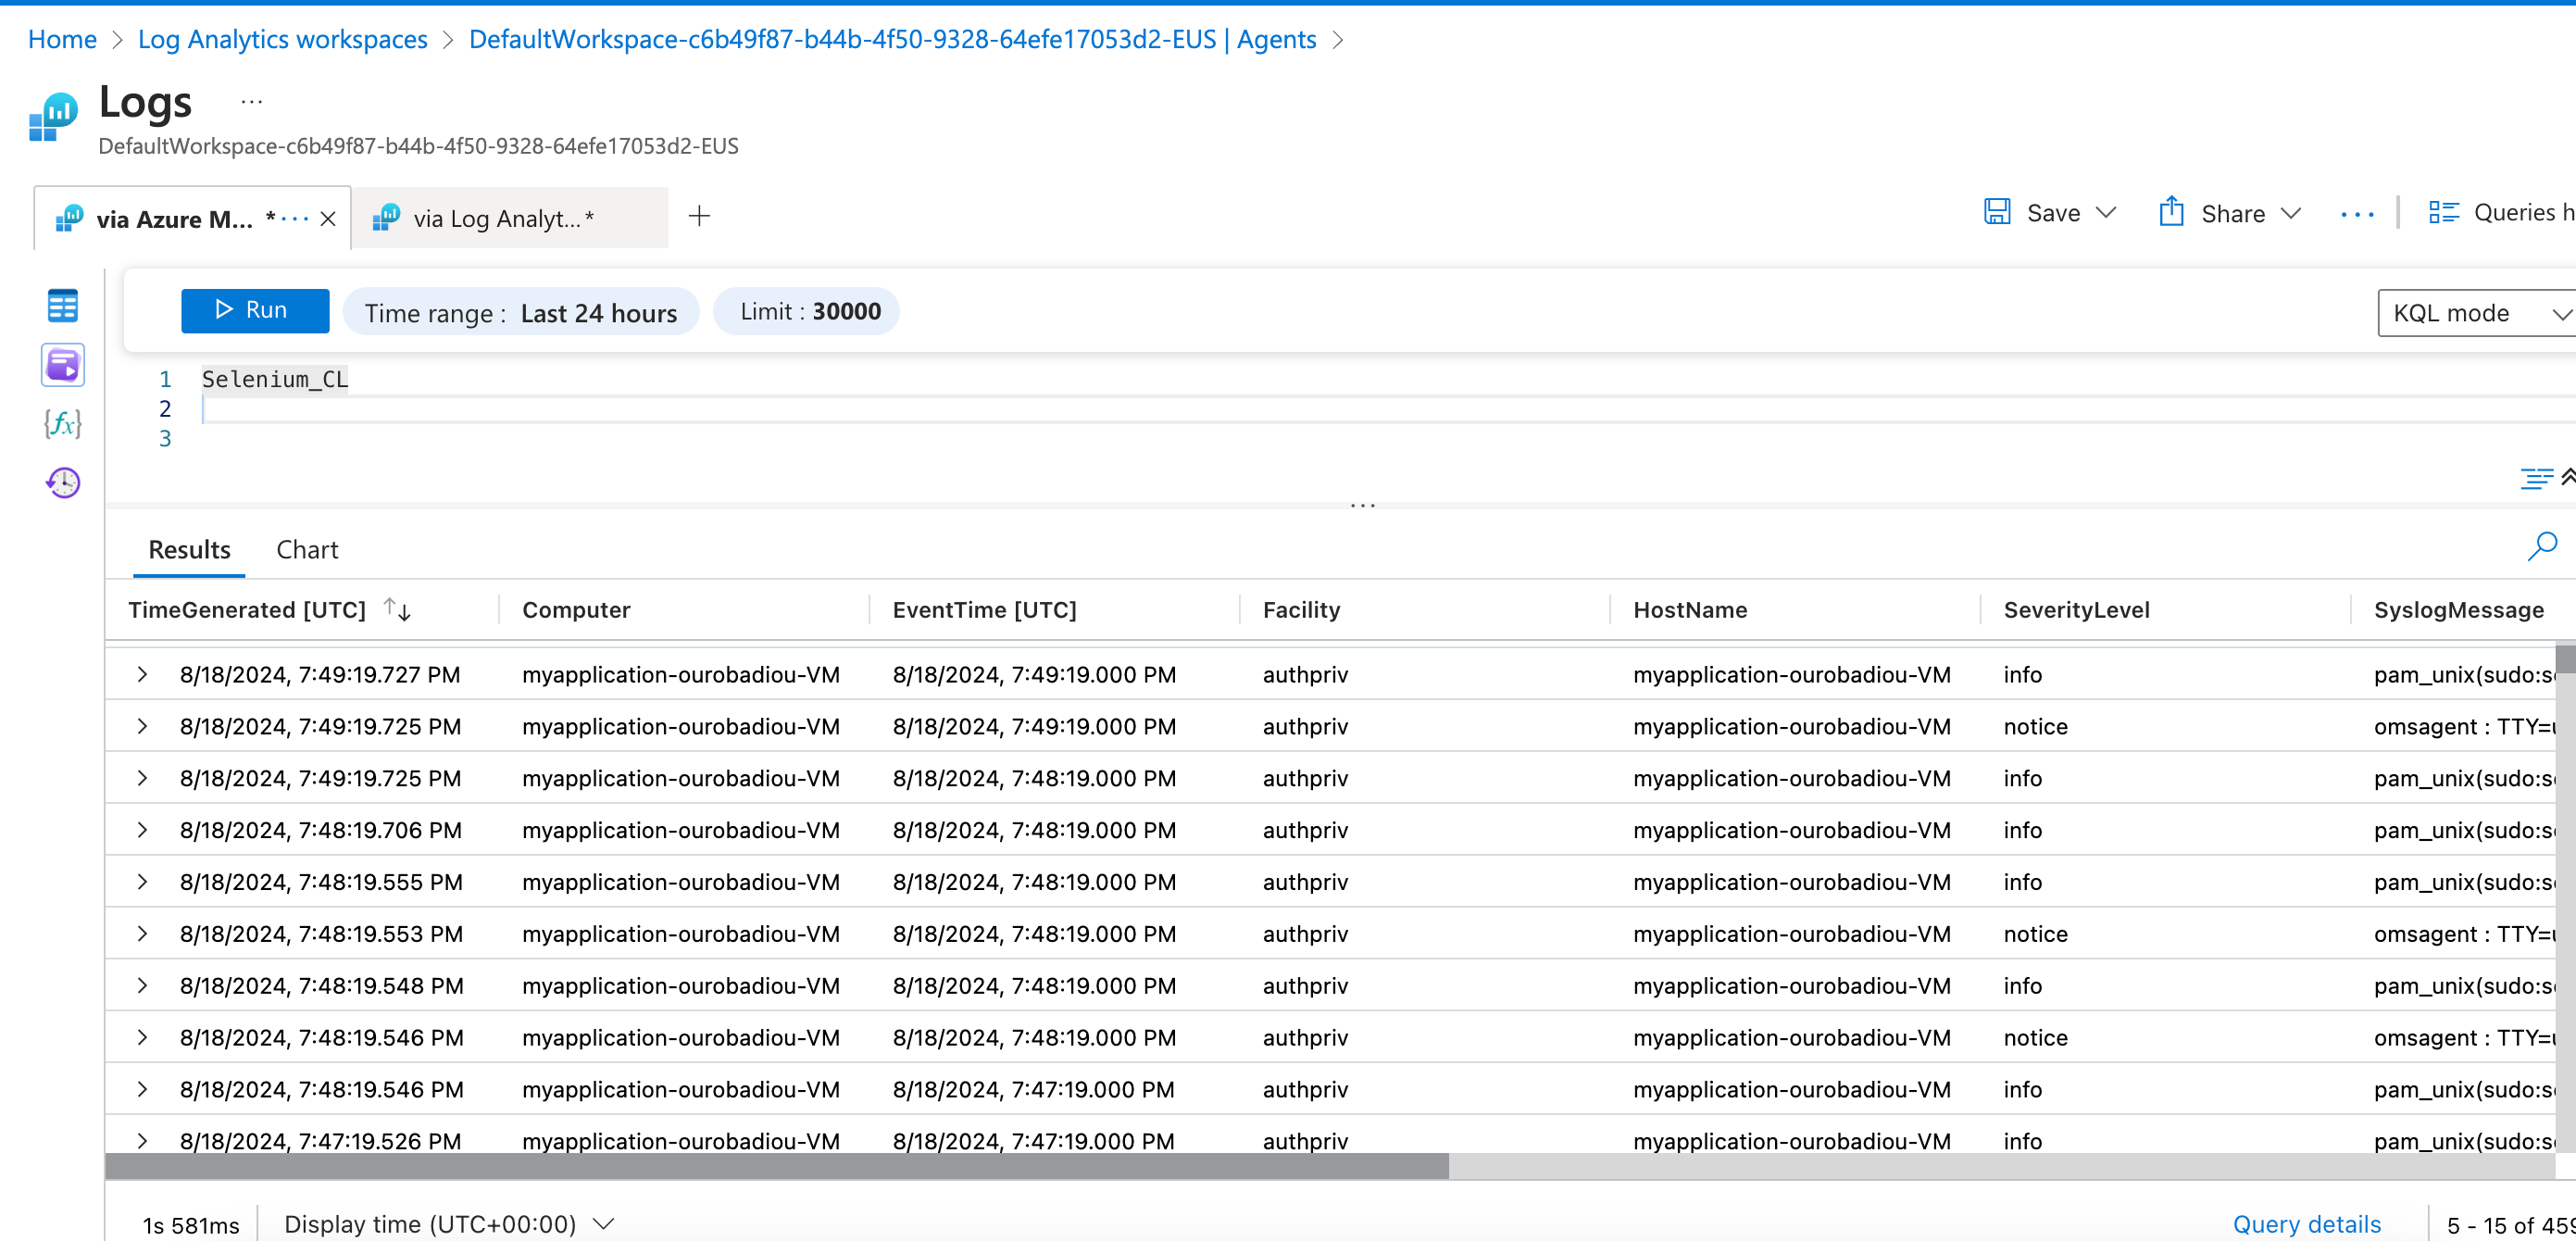 Home > Log Analytics workspaces > DefaultWorkspace-c6b49f87-b44b-4f50-9328-64efe17053d2-EUS | Agents >
Logs ...
DefaultWorkspace-c6b49f87-b44b-4f50-9328-64efe17053d2-EUS
via Azure M... * ··· × via Log Analyt...* +
Save Share ··· Queries h
Run Time range : Last 24 hours Limit : 30000 KQL mode
1 Selenium_CL
2
3
...
Results Chart
TimeGenerated [UTC] Computer EventTime [UTC] Facility HostName SeverityLevel SyslogMessage
8/18/2024, 7:49:19.727 PM myapplication-ourobadiou-VM 8/18/2024, 7:49:19.000 PM authpriv myapplication-ourobadiou-VM info pam_unix(sudo:s
8/18/2024, 7:49:19.725 PM myapplication-ourobadiou-VM 8/18/2024, 7:49:19.000 PM authpriv myapplication-ourobadiou-VM notice omsagent : TTY=
8/18/2024, 7:49:19.725 PM myapplication-ourobadiou-VM 8/18/2024, 7:48:19.000 PM authpriv myapplication-ourobadiou-VM info pam_unix(sudo:s
8/18/2024, 7:48:19.706 PM myapplication-ourobadiou-VM 8/18/2024, 7:48:19.000 PM authpriv myapplication-ourobadiou-VM info pam_unix(sudo:s
8/18/2024, 7:48:19.555 PM myapplication-ourobadiou-VM 8/18/2024, 7:48:19.000 PM authpriv myapplication-ourobadiou-VM info pam_unix(sudo:s
8/18/2024, 7:48:19.553 PM myapplication-ourobadiou-VM 8/18/2024, 7:48:19.000 PM authpriv myapplication-ourobadiou-VM notice omsagent : TTY=
8/18/2024, 7:48:19.548 PM myapplication-ourobadiou-VM 8/18/2024, 7:48:19.000 PM authpriv myapplication-ourobadiou-VM info pam_unix(sudo:s
8/18/2024, 7:48:19.546 PM myapplication-ourobadiou-VM 8/18/2024, 7:48:19.000 PM authpriv myapplication-ourobadiou-VM notice omsagent : TTY=
8/18/2024, 7:48:19.546 PM myapplication-ourobadiou-VM 8/18/2024, 7:47:19.000 PM authpriv myapplication-ourobadiou-VM info pam_unix(sudo:s
8/18/2024, 7:47:19.526 PM myapplication-ourobadiou-VM 8/18/2024, 7:47:19.000 PM authpriv myapplication-ourobadiou-VM info pam_unix(sudo:s
1s 581ms Display time (UTC+00:00) Query details 5 - 15 of 459